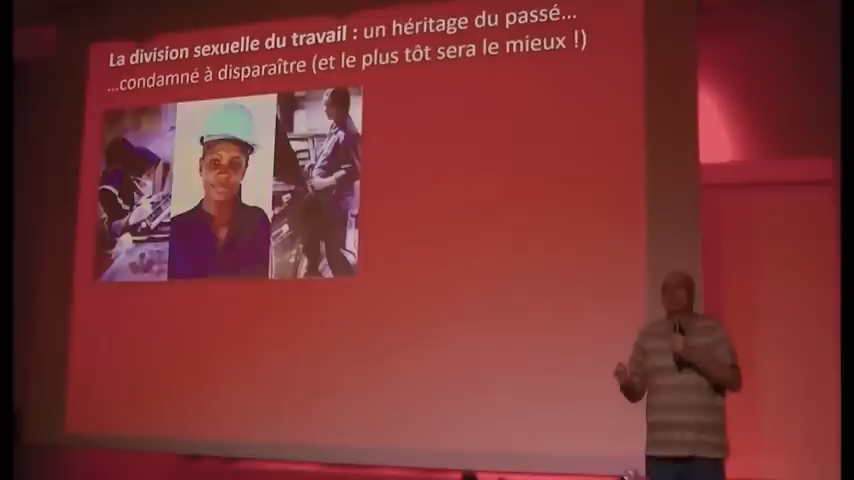 La division sexuelle du travail : un héritage du passé...
...condamné à disparaître (et le plus tôt sera le mieux !)